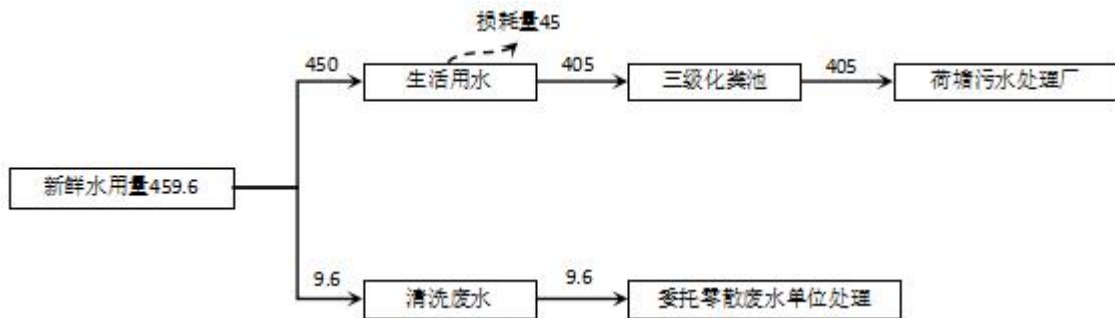 损耗量45
450
生活用水
405
三级化粪池
405
荷塘污水处理厂
新鲜水用量459.6
9.6
清洗废水
9.6
委托零散废水单位处理